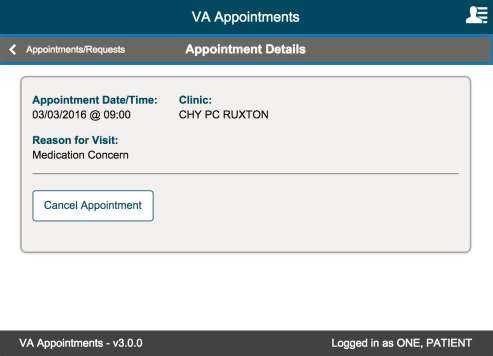 VA Appointments
Appointments/Requests Appointment Details
Appointment Date/Time: Clinic:
03/03/2016 @ 09:00 CHY PC RUXTON
Reason for Visit:
Medication Concern
Cancel Appointment
VA Appointments - v3.0.0 Logged in as ONE, PATIENT